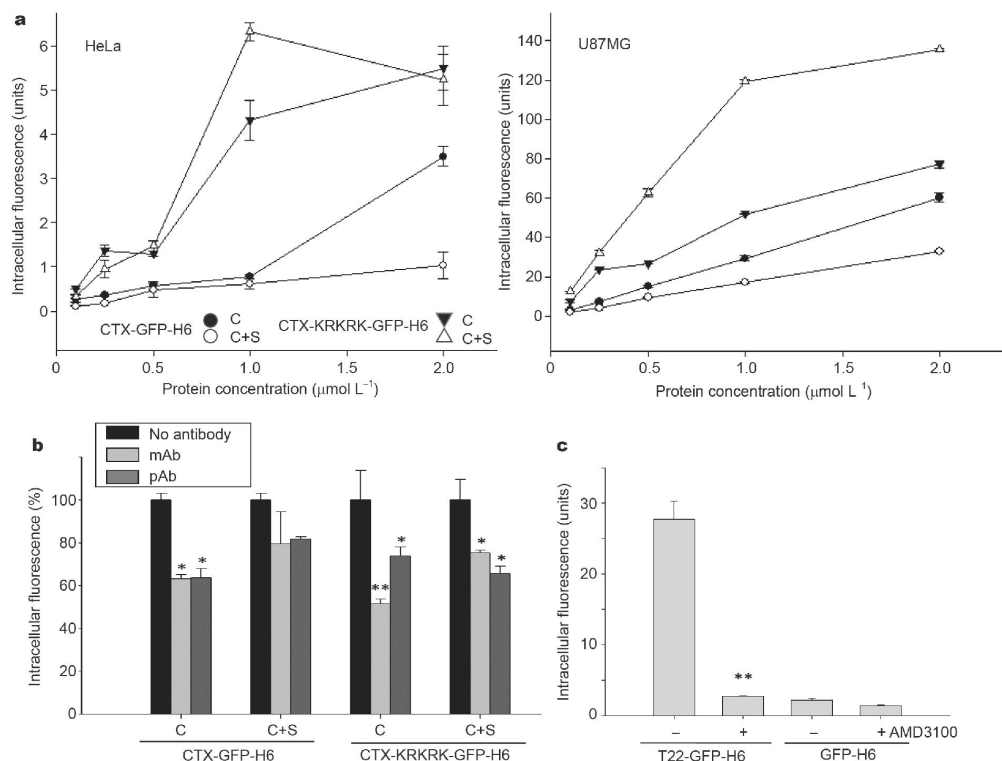 a
HeLa
Intracellular fluorescence (units)
6
5
4
3
2
1
0
CTX-GFP-H6
C
C+S
CTX-KRKRK-GFP-H6
C
C+S
0.0 0.5 1.0 1.5 2.0
Protein concentration (μmol L⁻¹)
U87MG
Intracellular fluorescence (units)
140
120
100
80
60
40
20
0
0.0 0.5 1.0 1.5 2.0
Protein concentration (μmol L ¹)
b
No antibody
mAb
pAb
Intracellular fluorescence (%)
100
80
60
40
20
0
* *
** *
* *
C C+S C C+S
CTX-GFP-H6 CTX-KRKRK-GFP-H6
c
Intracellular fluorescence (units)
30
20
10
0
**
– + – + AMD3100
T22-GFP-H6 GFP-H6